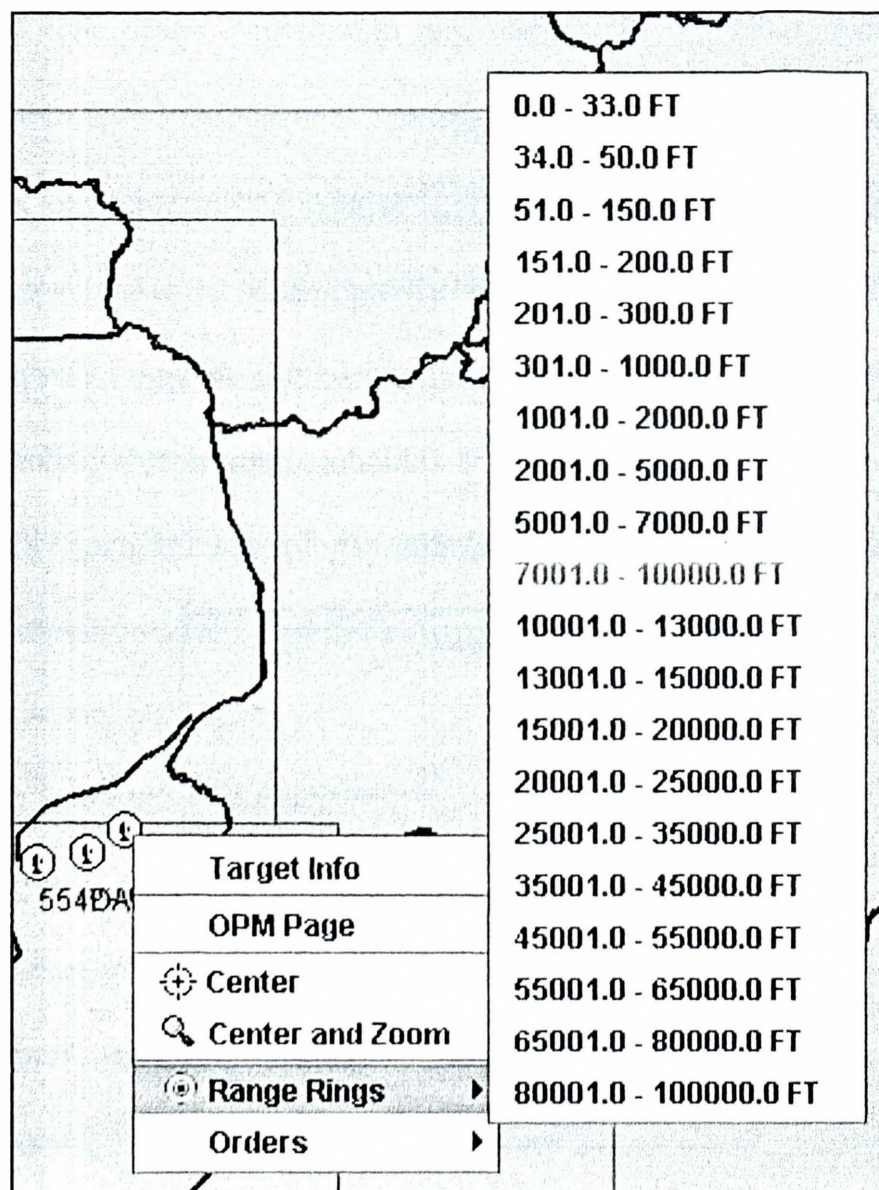 0.0 - 33.0 FT
34.0 - 50.0 FT
51.0 - 150.0 FT
151.0 - 200.0 FT
201.0 - 300.0 FT
301.0 - 1000.0 FT
1001.0 - 2000.0 FT
2001.0 - 5000.0 FT
5001.0 - 7000.0 FT
7001.0 - 10000.0 FT
10001.0 - 13000.0 FT
13001.0 - 15000.0 FT
15001.0 - 20000.0 FT
20001.0 - 25000.0 FT
25001.0 - 35000.0 FT
35001.0 - 45000.0 FT
45001.0 - 55000.0 FT
55001.0 - 65000.0 FT
65001.0 - 80000.0 FT
80001.0 - 100000.0 FT
Target Info
OPM Page
Center
Center and Zoom
Range Rings
Orders